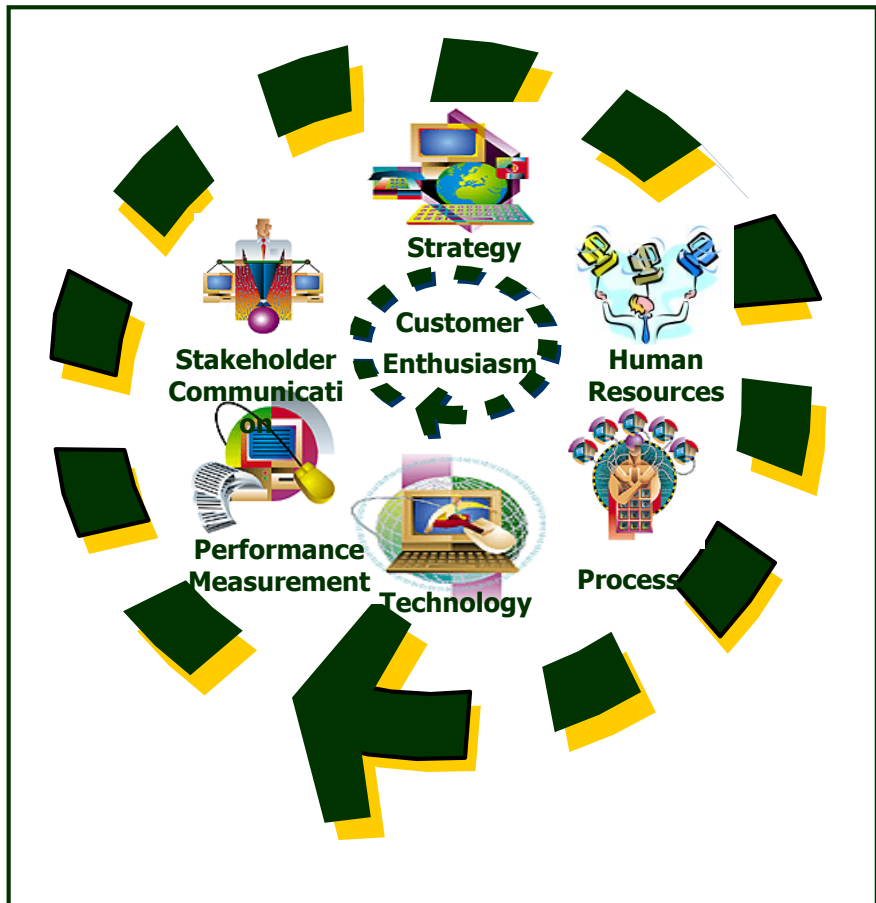 Strategy
Customer
Enthusiasm
Human
Resources
Process
Technology
Performance
Measurement
Stakeholder
Communicati
on